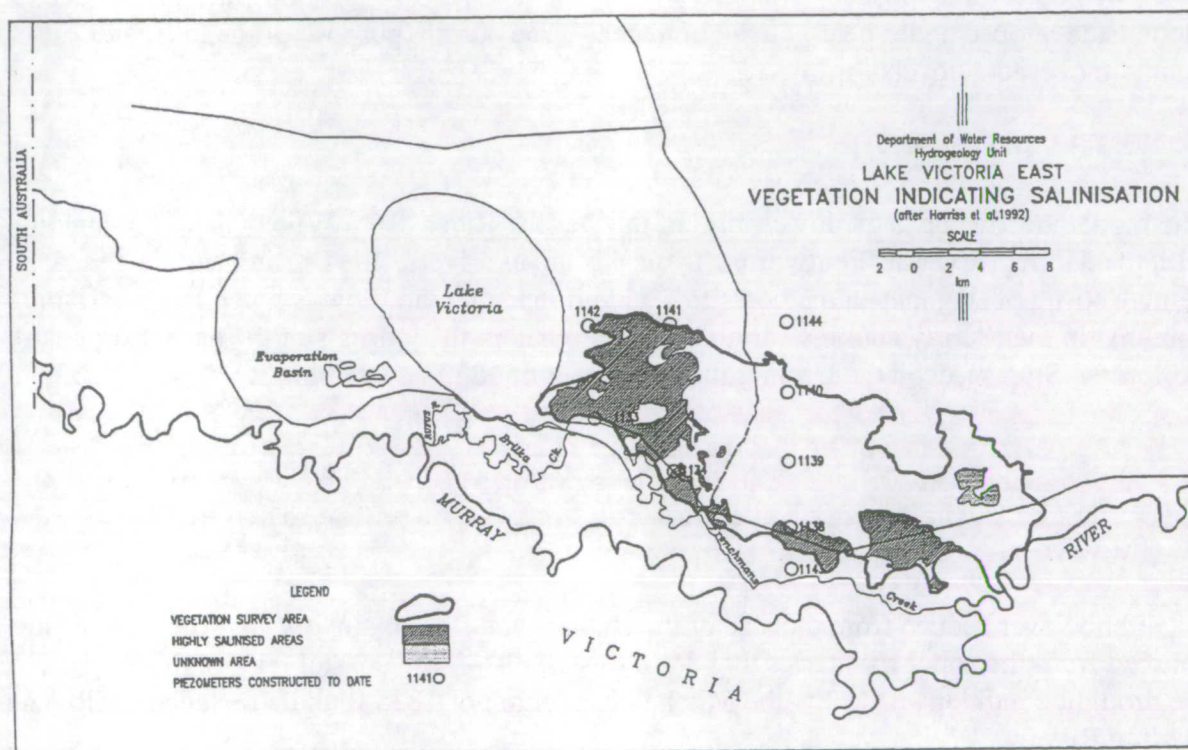 Department of Water Resources
Hydrogeology Unit
LAKE VICTORIA EAST
VEGETATION INDICATING SALINISATION
(after Harriss et al, 1992)
SCALE
2 0 2 4 6 8
km
SOUTH AUSTRALIA
Lake
Victoria
Evaporation
Basin
1142
1141
1144
1140
1139
1138
MURRAY
RIVER
Frenchmans
Creek
VICTORIA
LEGEND
VEGETATION SURVEY AREA
HIGHLY SALINISED AREAS
UNKNOWN AREA
PIEZOMETERS CONSTRUCTED TO DATE
1141